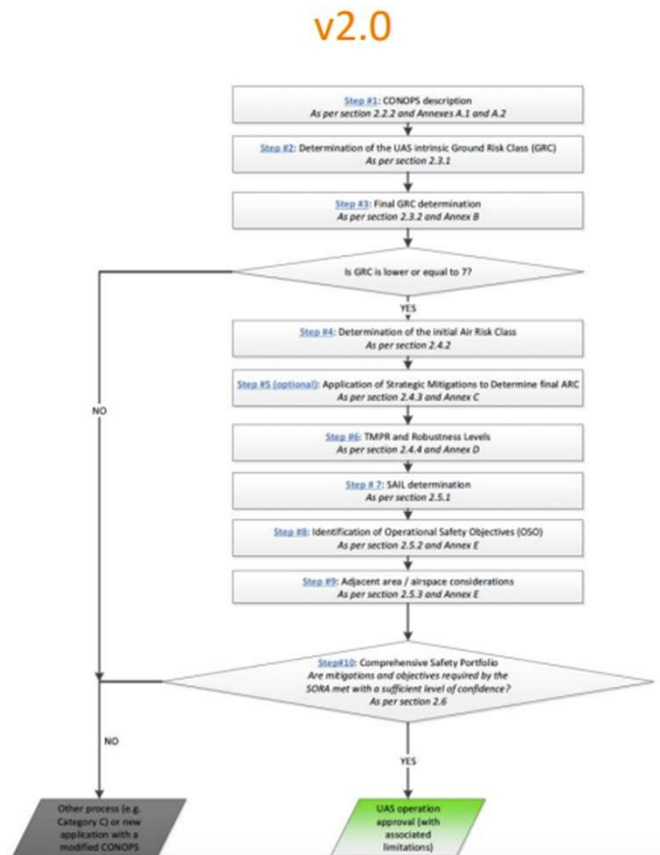 v2.0
Step #1: CONOPS description
As per section 2.2.2 and Annexes A.1 and A.2
Step #2: Determination of the UAS intrinsic Ground Risk Class (GRC)
As per section 2.3.1
Step #3: Final GRC determination
As per section 2.3.2 and Annex B
Is GRC is lower or equal to 7?
YES
Step #4: Determination of the initial Air Risk Class
As per section 2.4.2
Step #5 (optional): Application of Strategic Mitigations to Determine final ARC
As per section 2.4.3 and Annex C
NO
Step #6: TMPR and Robustness Levels
As per section 2.4.4 and Annex D
Step # 7: SAIL determination
As per section 2.5.1
Step #8: Identification of Operational Safety Objectives (OSO)
As per section 2.5.2 and Annex E
Step #9: Adjacent area / airspace considerations
As per section 2.5.3 and Annex E
Step#10: Comprehensive Safety Portfolio
Are mitigations and objectives required by the
SORA met with a sufficient level of confidence?
As per section 2.6
NO
YES
Other process (e.g.
Category C) or new
application with a
modified CONOPS
UAS operation
approval (with
associated
limitations)